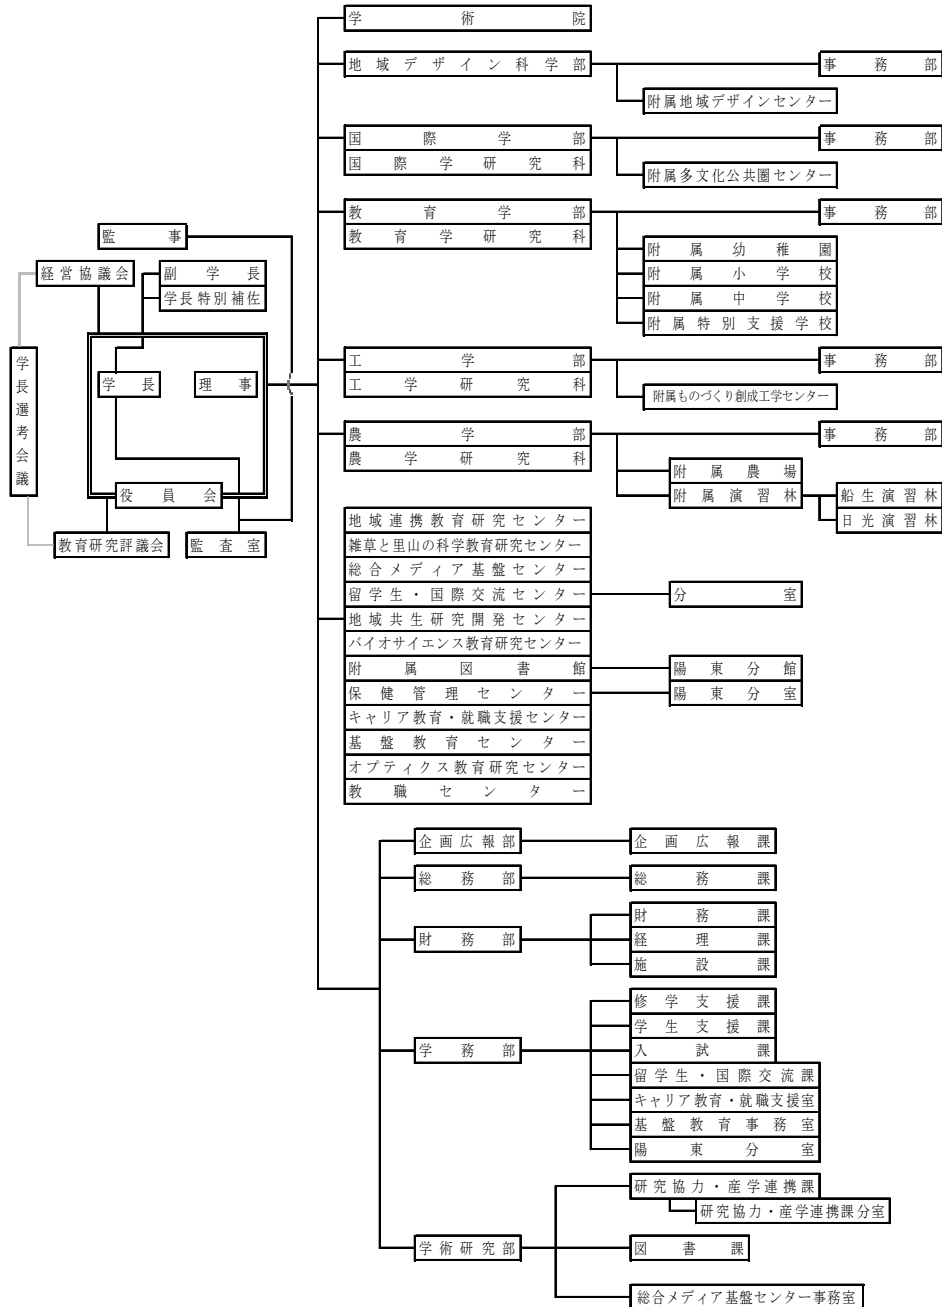 学術院
地域デザイン科学部 事務部
附属地域デザインセンター
国際学部 事務部
国際学研究科
附属多文化公共圏センター
教育学部 事務部
教育学研究科
附属幼稚園
附属小学校
附属中学校
附属特別支援学校
監事
経営協議会
副学長
学長特別補佐
学長選考会議
学長
理事
役員会
教育研究評議会
監査室
工学部 事務部
工学研究科
附属ものづくり創成工学センター
農学部 事務部
農学研究科
附属農場
附属演習林
船生演習林
日光演習林
地域連携教育研究センター
雑草と里山の科学教育研究センター
総合メディア基盤センター
留学生・国際交流センター 分室
地域共生研究開発センター
バイオサイエンス教育研究センター
附属図書館 陽東分館
保健管理センター 陽東分室
キャリア教育・就職支援センター
基盤教育センター
オプティクス教育研究センター
教職センター
企画広報部 企画広報課
総務部 総務課
財務部
財務課
経理課
施設課
学務部
修学支援課
学生支援課
入試課
留学生・国際交流課
キャリア教育・就職支援室
基盤教育事務室
陽東分室
学術研究部
研究協力・産学連携課
研究協力・産学連携課分室
図書課
総合メディア基盤センター事務室